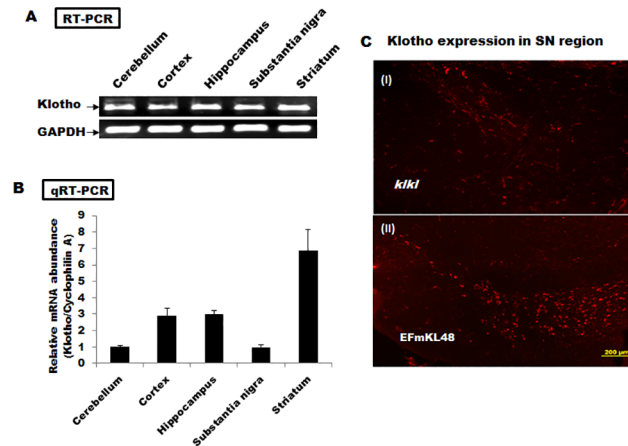 A
RT-PCR
Cerebellum
Cortex
Hippocampus
Substantia nigra
Striatum
Klotho
GAPDH
B
qRT-PCR
Relative mRNA abundance
(Klotho/Cyclophilin A)
9
8
7
6
5
4
3
2
1
0
Cerebellum
Cortex
Hippocampus
Substantia nigra
Striatum
C
Klotho expression in SN region
(I)
klkl
(II)
EFmKL48
200 µm